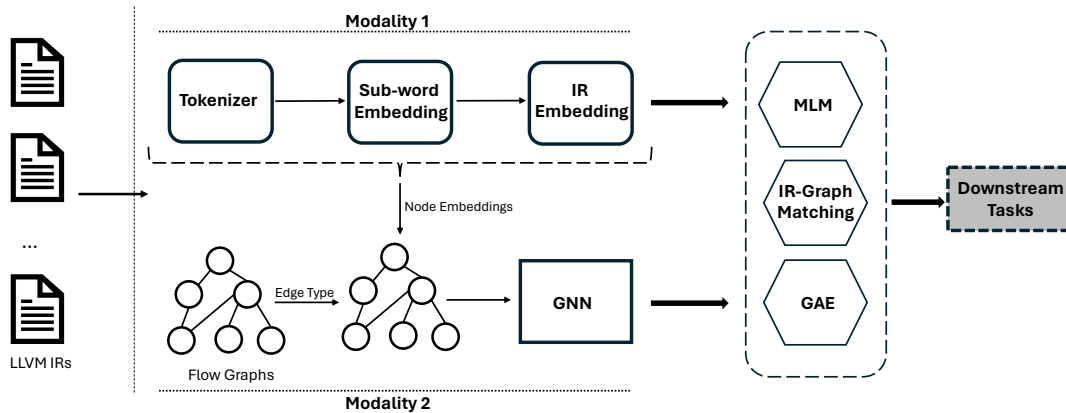 Modality 1
Tokenizer
Sub-word
Embedding
IR
Embedding
...
LLVM IRs
Node Embeddings
Edge Type
Flow Graphs
GNN
Modality 2
MLM
IR-Graph
Matching
GAE
Downstream
Tasks